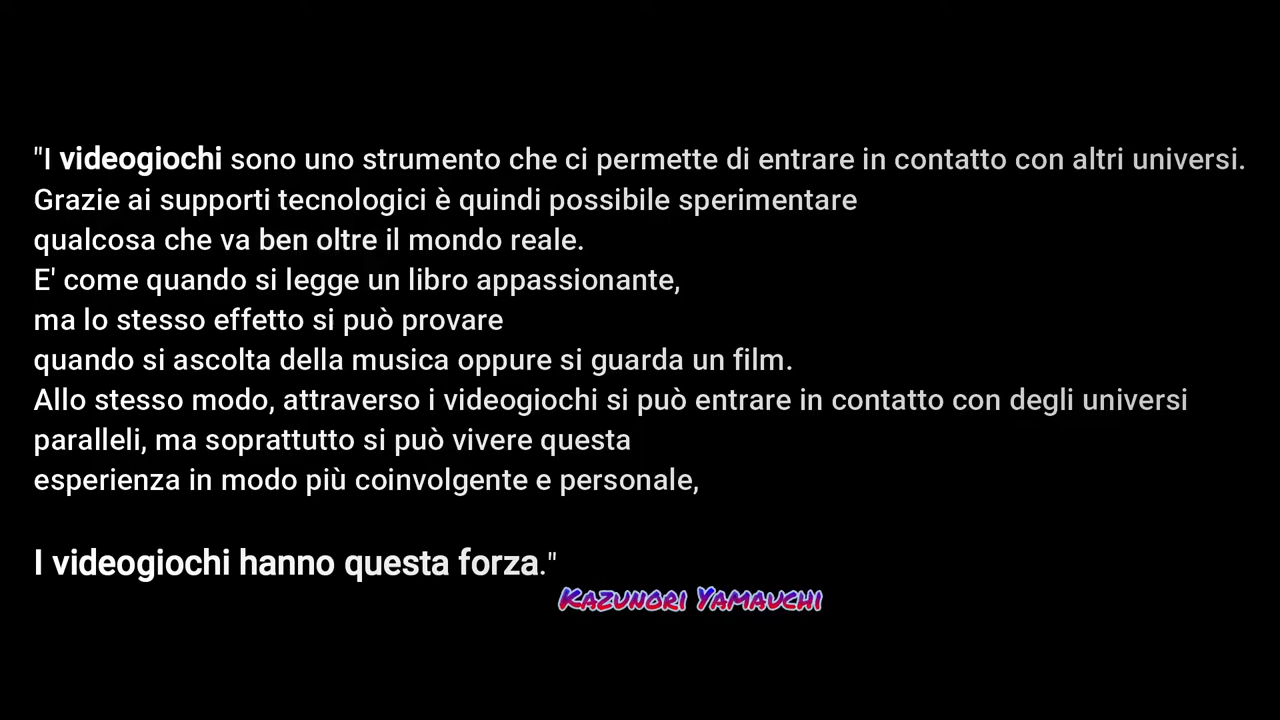 "I videogiochi sono uno strumento che ci permette di entrare in contatto con altri universi.
Grazie ai supporti tecnologici è quindi possibile sperimentare
qualcosa che va ben oltre il mondo reale.
E' come quando si legge un libro appassionante,
ma lo stesso effetto si può provare
quando si ascolta della musica oppure si guarda un film.
Allo stesso modo, attraverso i videogiochi si può entrare in contatto con degli universi
paralleli, ma soprattutto si può vivere questa
esperienza in modo più coinvolgente e personale,
I videogiochi hanno questa forza."
Kazunori Yamauchi